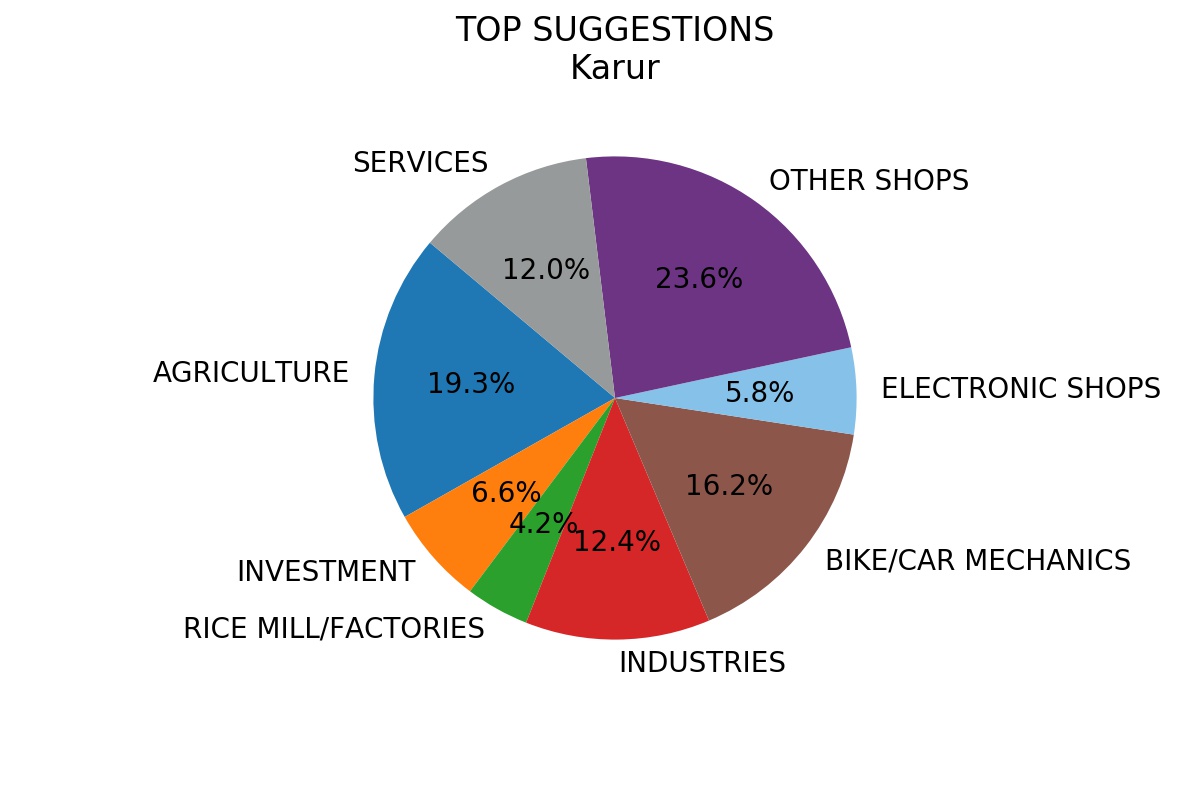 TOP SUGGESTIONS
Karur
SERVICES
OTHER SHOPS
12.0%
23.6%
AGRICULTURE
19.3%
5.8%
ELECTRONIC SHOPS
6.6%
16.2%
4.2%
12.4%
INVESTMENT
BIKE/CAR MECHANICS
RICE MILL/FACTORIES
INDUSTRIES